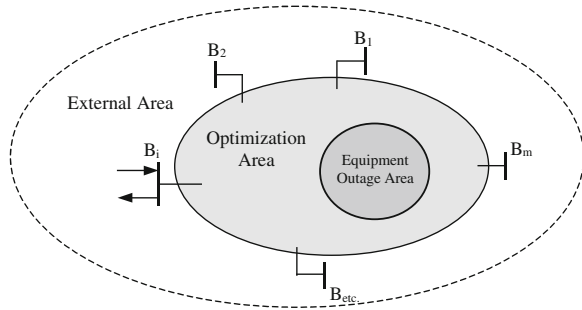 B1
B2
External Area
Optimization
Area
Bi
Equipment
Outage Area
Bm
Betc.